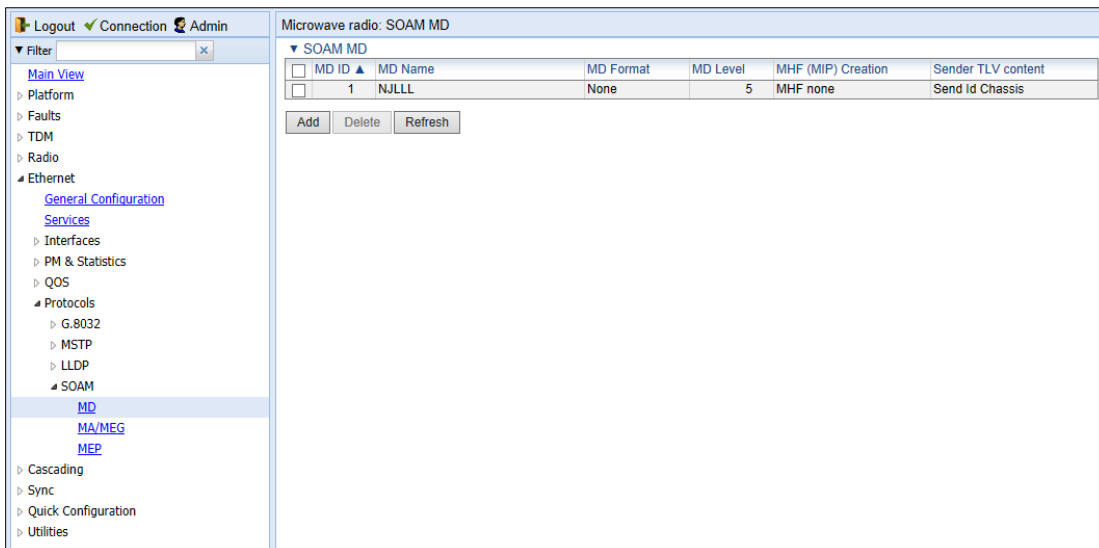 Logout Connection Admin
Filter
Main View
Platform
Faults
TDM
Radio
Ethernet
General Configuration
Services
Interfaces
PM & Statistics
QOS
Protocols
G.8032
MSTP
LLDP
SOAM
MD
MA/MEG
MEP
Cascading
Sync
Quick Configuration
Utilities
Microwave radio: SOAM MD
SOAM MD
MD ID ▲ MD Name MD Format MD Level MHF (MIP) Creation Sender TLV content
1 NJLLL None 5 MHF none Send Id Chassis
Add Delete Refresh